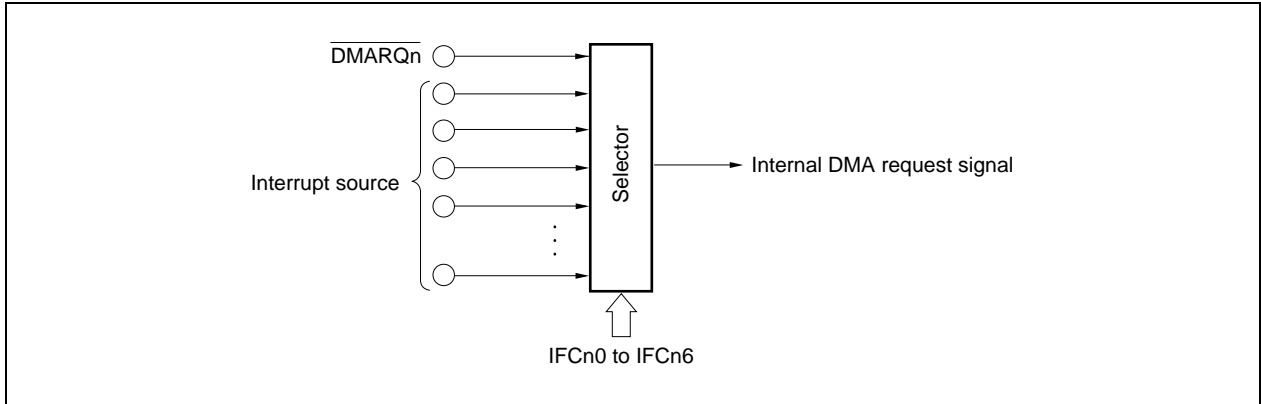 DMARQn
Interrupt source
Selector
Internal DMA request signal
IFCn0 to IFCn6